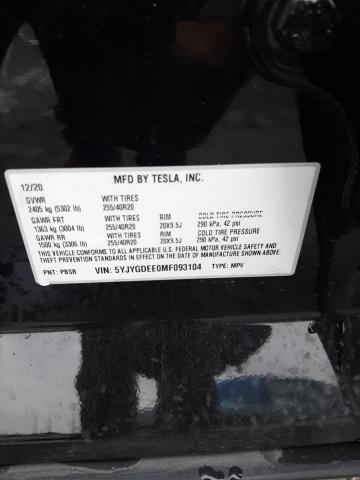 MFD BY TESLA, INC.
12/20
GVWR WITH TIRES
2405 kg (5302 lb) 255/40R20
GAWR FRT WITH TIRES RIM COLD TIRE PRESSURE
1363 kg (3004 lb) 255/40R20 20X9.5J 290 kPa, 42 psi
GAWR RR WITH TIRES RIM COLD TIRE PRESSURE
1500 kg (3306 lb) 255/40R20 20X9.5J 290 kPa, 42 psi
THIS VEHICLE CONFORMS TO ALL APPLICABLE U.S. FEDERAL MOTOR VEHICLE SAFETY AND
THEFT PREVENTION STANDARDS IN EFFECT ON THE DATE OF MANUFACTURE SHOWN ABOVE.
PNT: PBSB VIN: 5YJYGDEE0MF093104 TYPE: MPV